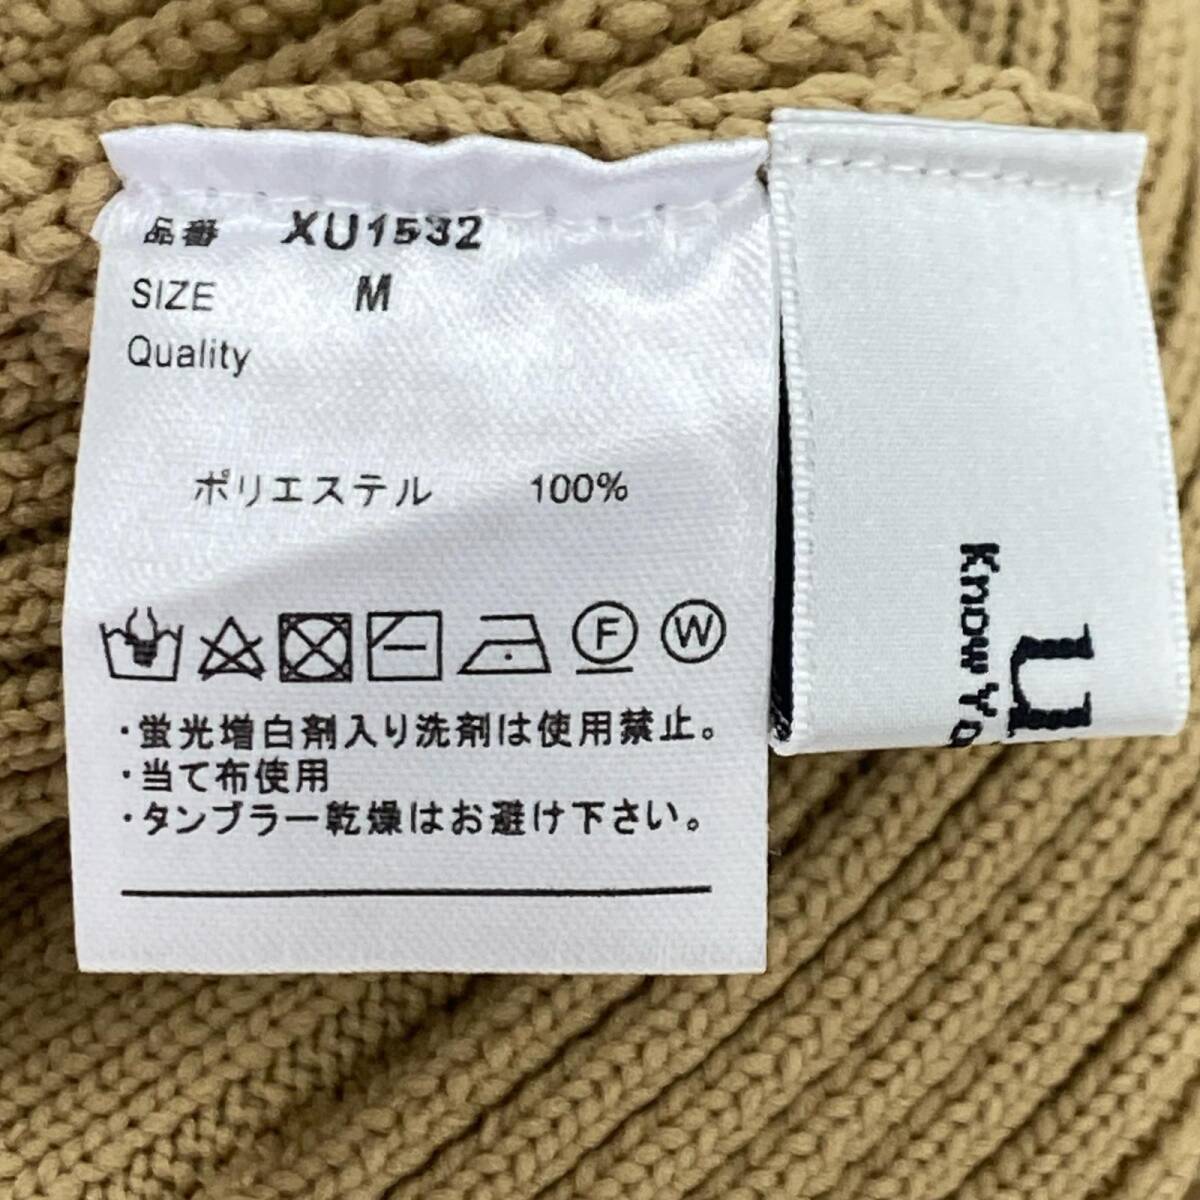 品番 XU1532
SIZE M
Quality
ポリエステル 100%
F W
・蛍光増白剤入り洗剤は使用禁止。
・当て布使用
・タンブラー乾燥はお避け下さい。
u
Know Yo